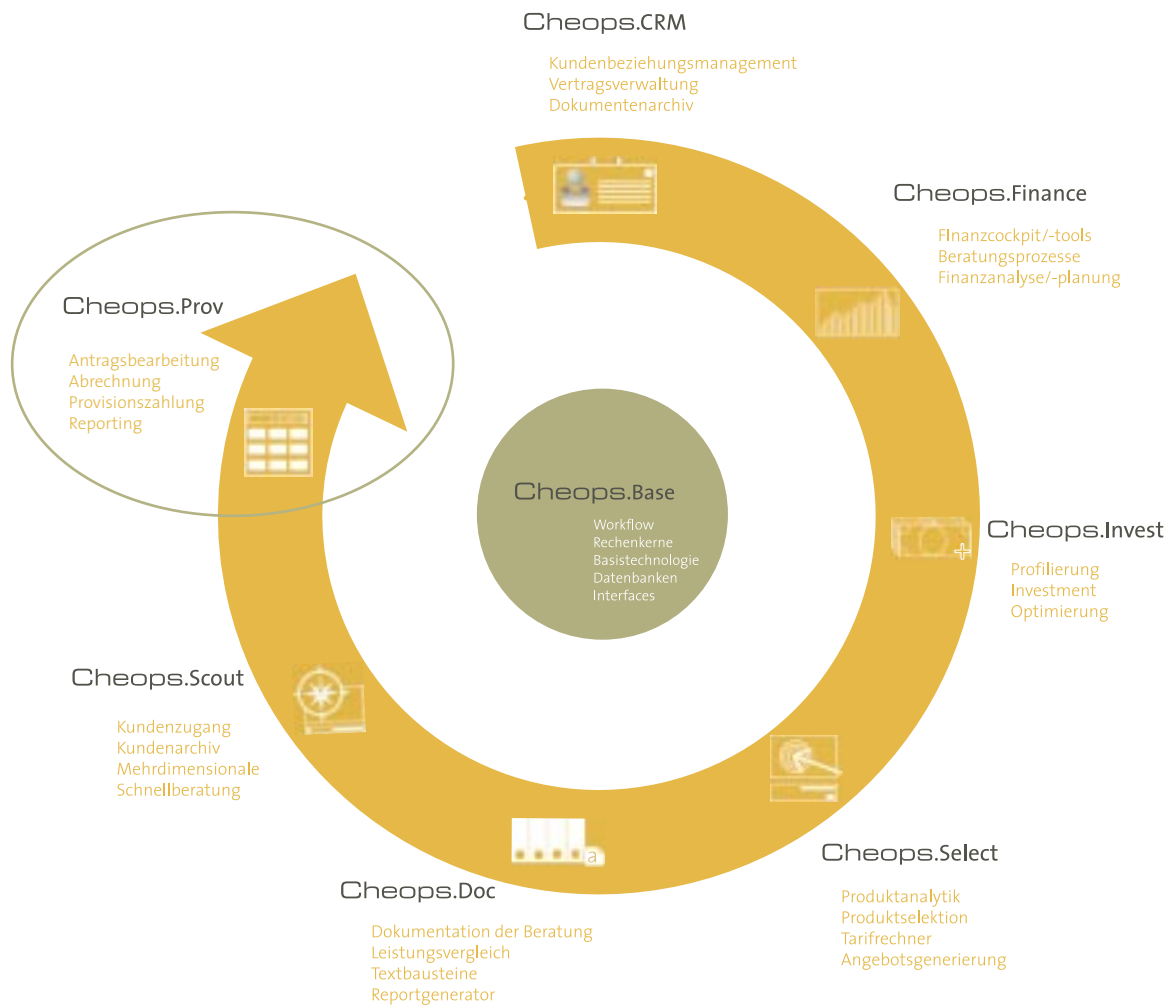 Cheops.CRM
Kundenbeziehungsmanagement
Vertragsverwaltung
Dokumentenarchiv
Cheops.Finance
FInanzcockpit/-tools
Beratungsprozesse
Finanzanalyse/-planung
Cheops.Invest
Profilierung
Investment
Optimierung
Cheops.Select
Produktanalytik
Produktselektion
Tarifrechner
Angebotsgenerierung
Cheops.Doc
Dokumentation der Beratung
Leistungsvergleich
Textbausteine
Reportgenerator
Cheops.Scout
Kundenzugang
Kundenarchiv
Mehrdimensionale
Schnellberatung
Cheops.Prov
Antragsbearbeitung
Abrechnung
Provisionszahlung
Reporting
Cheops.Base
Workflow
Rechenkerne
Basistechnologie
Datenbanken
Interfaces
a